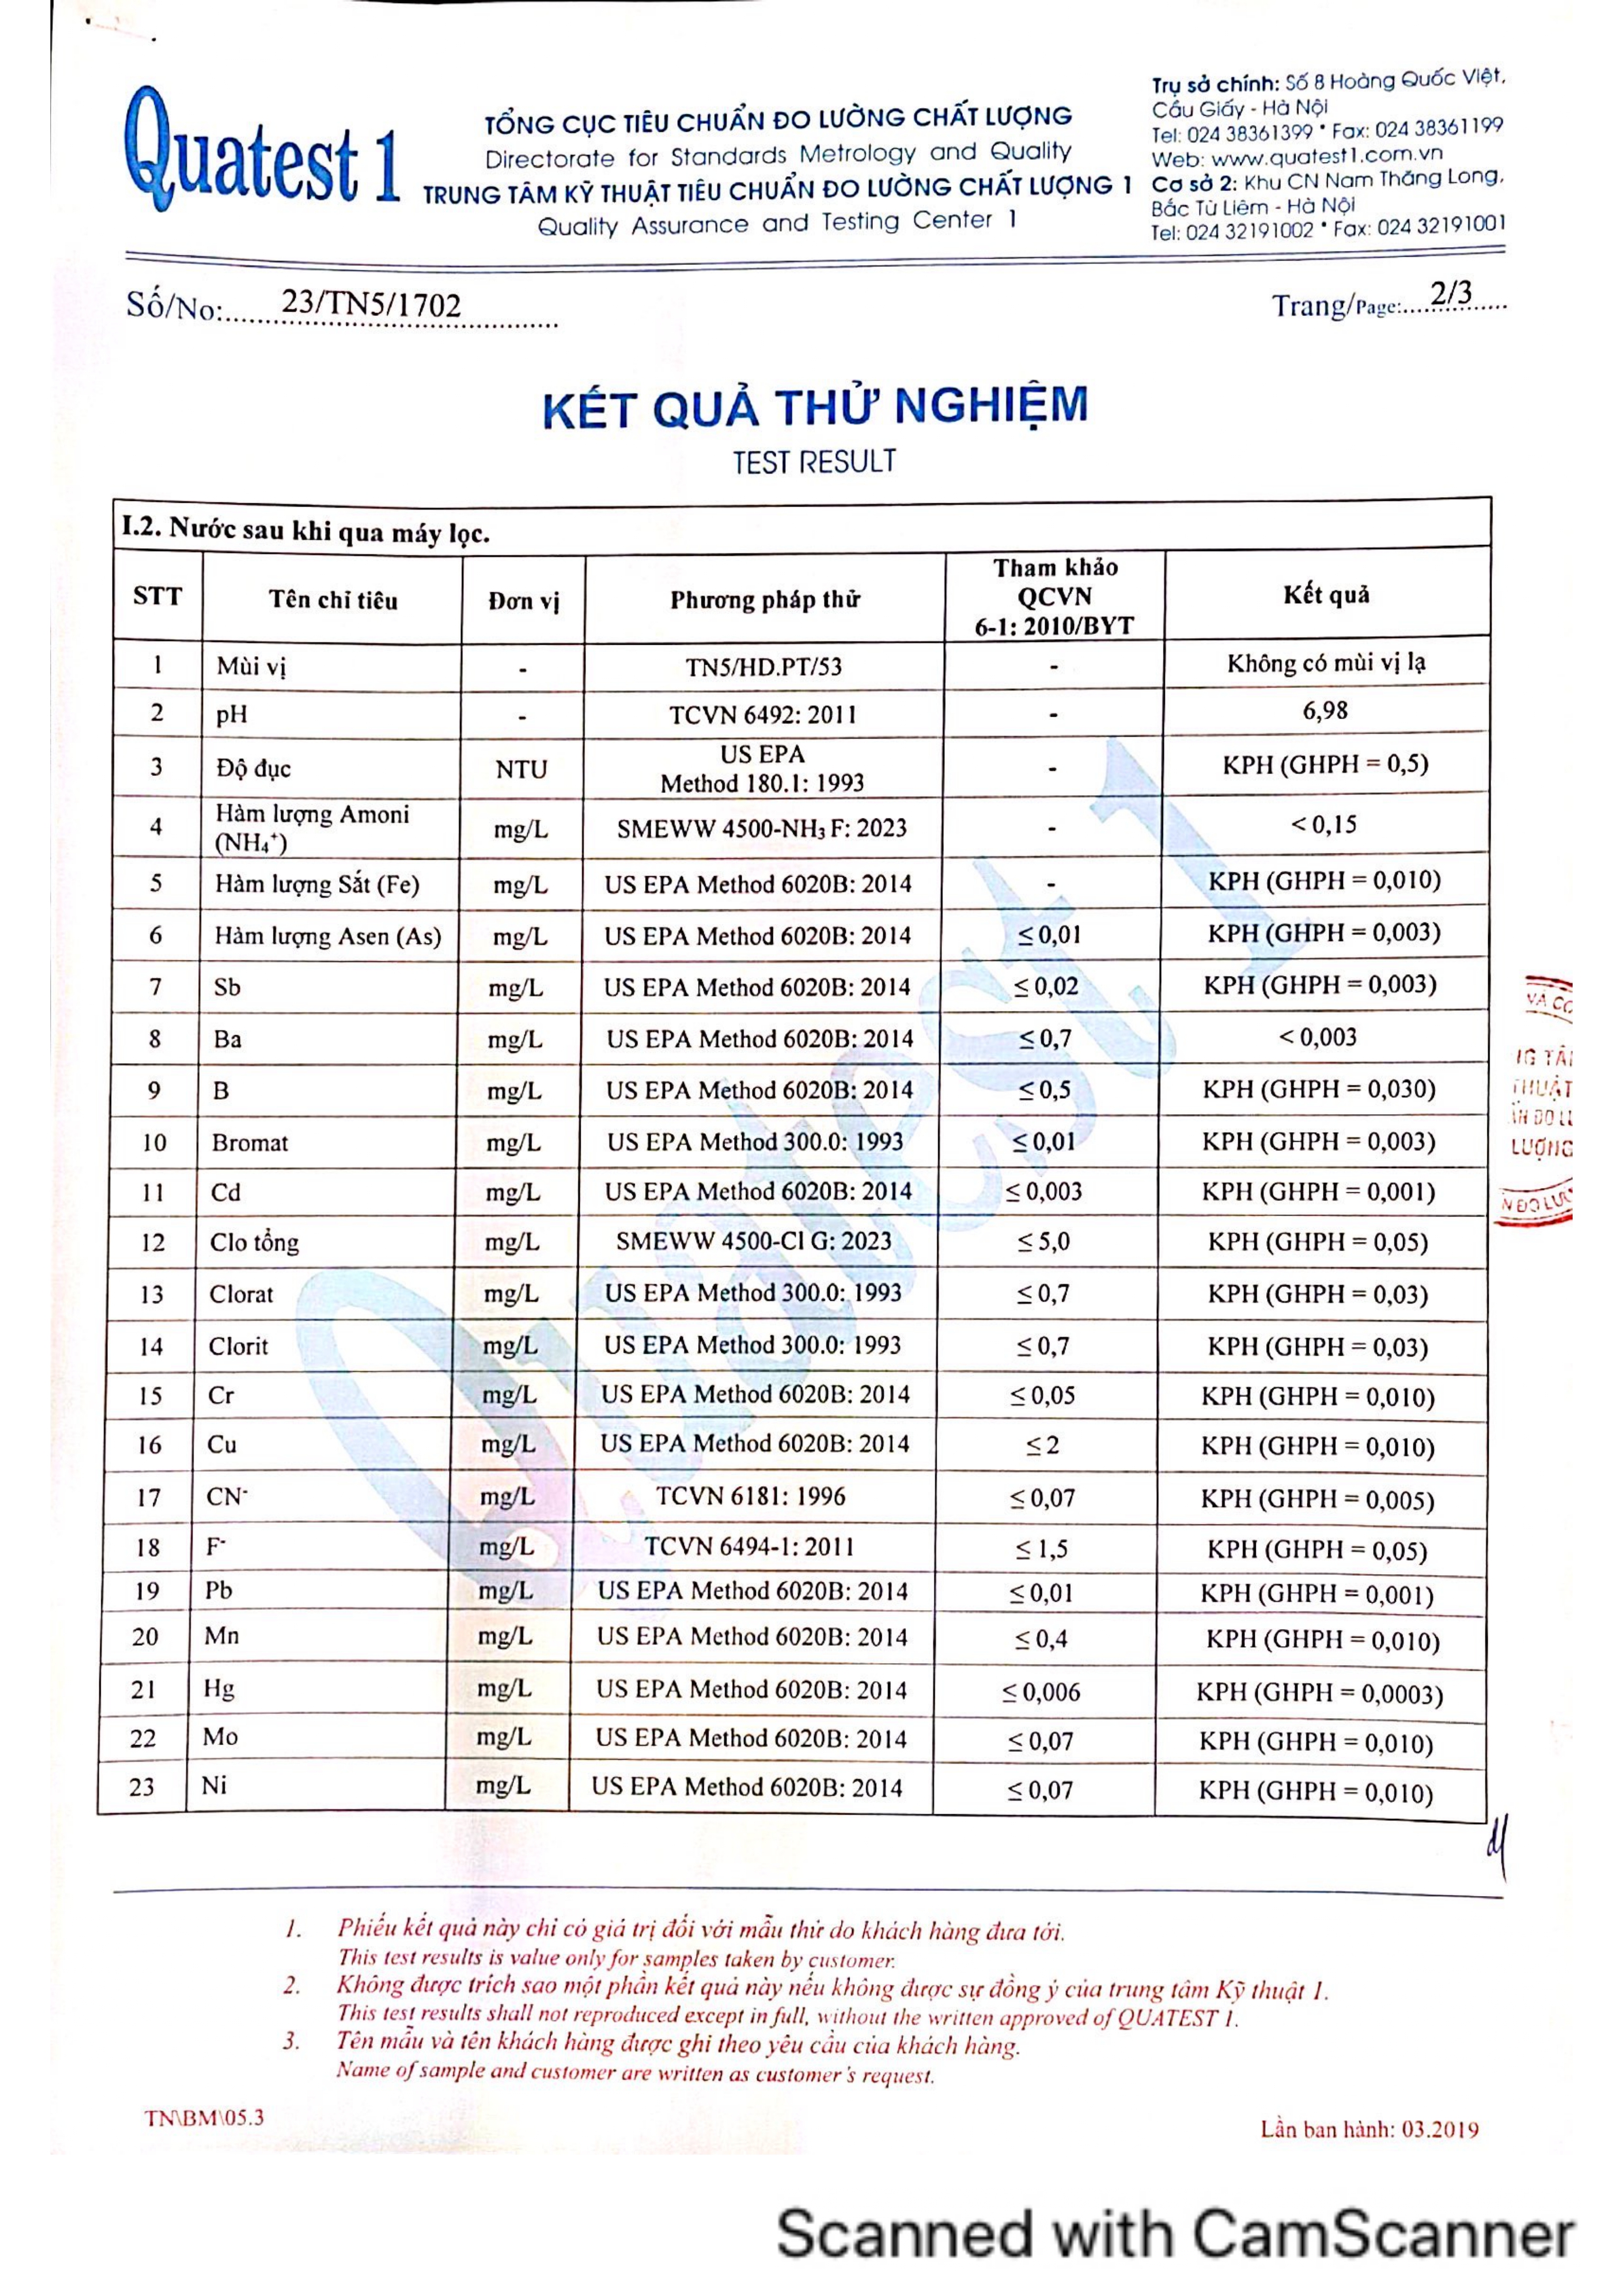 Quatest 1
TỔNG CỤC TIÊU CHUẨN ĐO LƯỜNG CHẤT LƯỢNG
Directorate for Standards Metrology and Quality
TRUNG TÂM KỸ THUẬT TIÊU CHUẨN ĐO LƯỜNG CHẤT LƯỢNG 1
Quality Assurance and Testing Center 1
Trụ sở chính: Số 8 Hoàng Quốc Việt,
Cầu Giấy - Hà Nội
Tel: 024 38361399 * Fax: 024 38361199
Web: www.quatest1.com.vn
Cơ sở 2: Khu CN Nam Thăng Long,
Bắc Từ Liêm - Hà Nội
Tel: 024 32191002 * Fax: 024 32191001
Số/No:..... 23/TN5/1702
Trang/Page:.... 2/3
KẾT QUẢ THỬ NGHIỆM
TEST RESULT
I.2. Nước sau khi qua máy lọc.
STT Tên chỉ tiêu Đơn vị Phương pháp thử Tham khảo QCVN 6-1: 2010/BYT Kết quả
1 Mùi vị - TN5/HD.PT/53 - Không có mùi vị lạ
2 pH - TCVN 6492: 2011 - 6,98
3 Độ đục NTU US EPA Method 180.1: 1993 - KPH (GHPH = 0,5)
4 Hàm lượng Amoni (NH₄⁺) mg/L SMEWW 4500-NH₃ F: 2023 - < 0,15
5 Hàm lượng Sắt (Fe) mg/L US EPA Method 6020B: 2014 - KPH (GHPH = 0,010)
6 Hàm lượng Asen (As) mg/L US EPA Method 6020B: 2014 ≤ 0,01 KPH (GHPH = 0,003)
7 Sb mg/L US EPA Method 6020B: 2014 ≤ 0,02 KPH (GHPH = 0,003)
8 Ba mg/L US EPA Method 6020B: 2014 ≤ 0,7 < 0,003
9 B mg/L US EPA Method 6020B: 2014 ≤ 0,5 KPH (GHPH = 0,030)
10 Bromat mg/L US EPA Method 300.0: 1993 ≤ 0,01 KPH (GHPH = 0,003)
11 Cd mg/L US EPA Method 6020B: 2014 ≤ 0,003 KPH (GHPH = 0,001)
12 Clo tổng mg/L SMEWW 4500-Cl G: 2023 ≤ 5,0 KPH (GHPH = 0,05)
13 Clorat mg/L US EPA Method 300.0: 1993 ≤ 0,7 KPH (GHPH = 0,03)
14 Clorit mg/L US EPA Method 300.0: 1993 ≤ 0,7 KPH (GHPH = 0,03)
15 Cr mg/L US EPA Method 6020B: 2014 ≤ 0,05 KPH (GHPH = 0,010)
16 Cu mg/L US EPA Method 6020B: 2014 ≤ 2 KPH (GHPH = 0,010)
17 CN⁻ mg/L TCVN 6181: 1996 ≤ 0,07 KPH (GHPH = 0,005)
18 F⁻ mg/L TCVN 6494-1: 2011 ≤ 1,5 KPH (GHPH = 0,05)
19 Pb mg/L US EPA Method 6020B: 2014 ≤ 0,01 KPH (GHPH = 0,001)
20 Mn mg/L US EPA Method 6020B: 2014 ≤ 0,4 KPH (GHPH = 0,010)
21 Hg mg/L US EPA Method 6020B: 2014 ≤ 0,006 KPH (GHPH = 0,0003)
22 Mo mg/L US EPA Method 6020B: 2014 ≤ 0,07 KPH (GHPH = 0,010)
23 Ni mg/L US EPA Method 6020B: 2014 ≤ 0,07 KPH (GHPH = 0,010)
Quatest 1
THUẬT
LƯỢNG
1. Phiếu kết quả này chỉ có giá trị đối với mẫu thử do khách hàng đưa tới.
This test results is value only for samples taken by customer.
2. Không được trích sao một phần kết quả này nếu không được sự đồng ý của trung tâm Kỹ thuật 1.
This test results shall not reproduced except in full, without the written approved of QUATEST 1.
3. Tên mẫu và tên khách hàng được ghi theo yêu cầu của khách hàng.
Name of sample and customer are written as customer's request.
TN\BM\05.3
Lần ban hành: 03.2019
Scanned with CamScanner